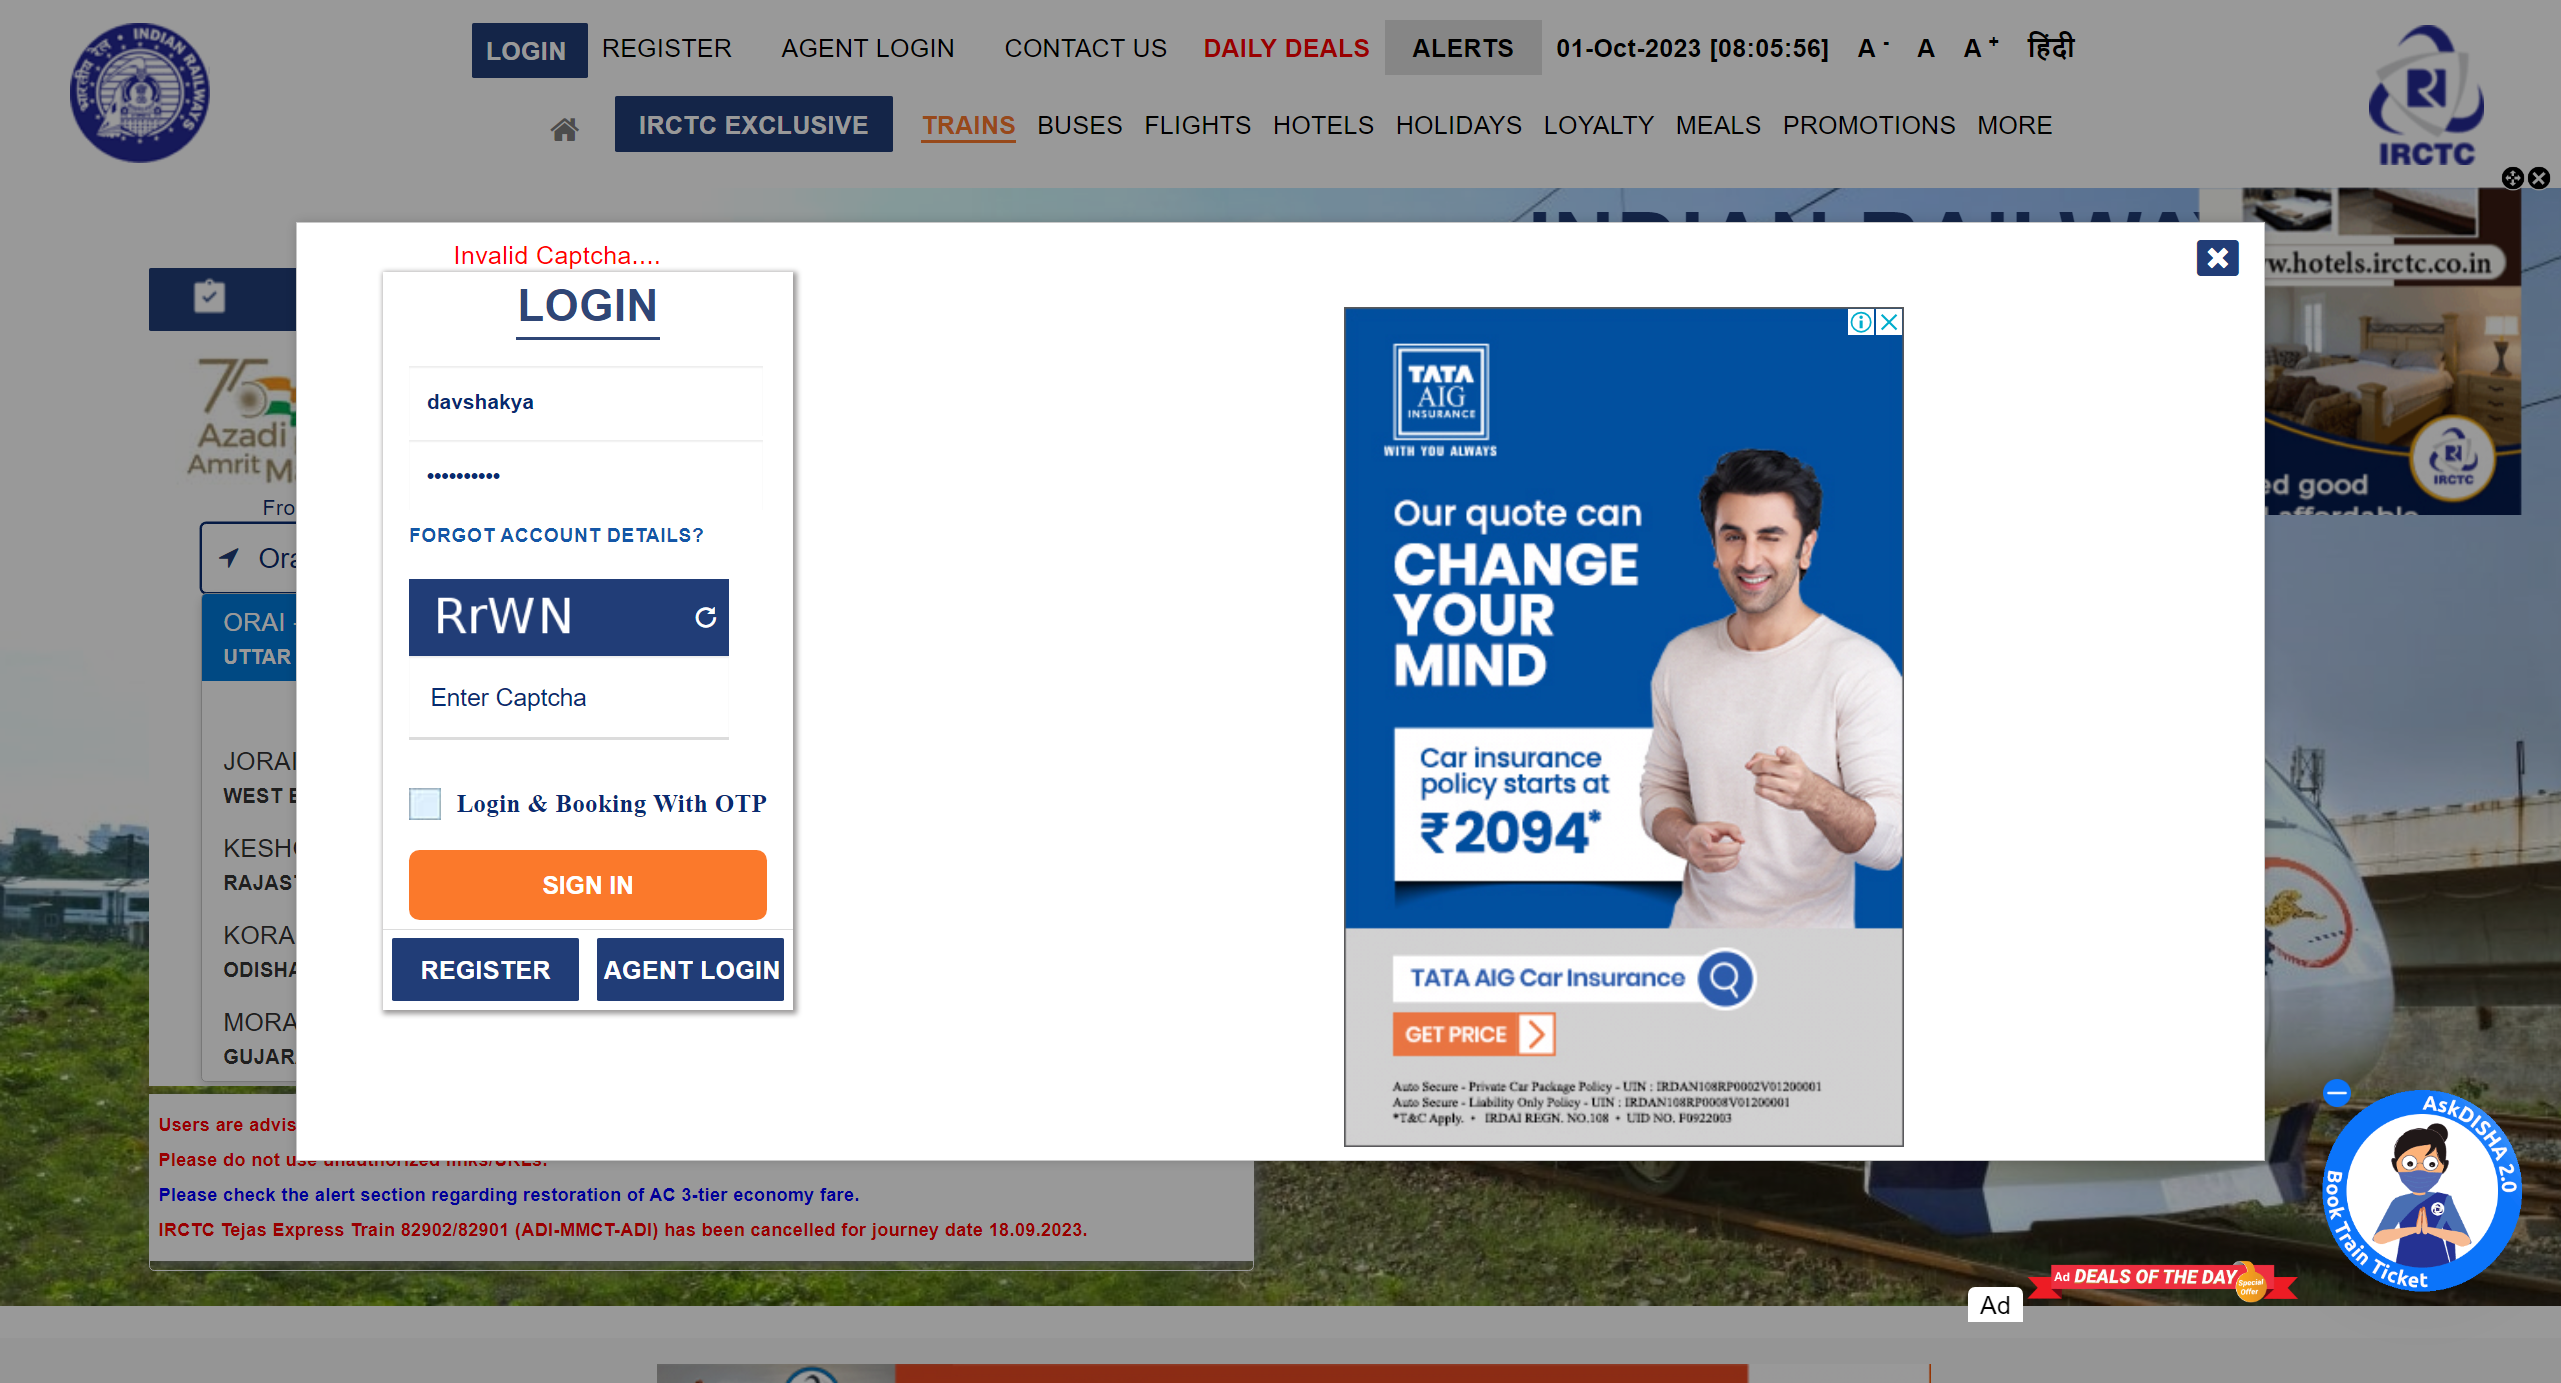 LOGIN REGISTER AGENT LOGIN CONTACT US DAILY DEALS ALERTS 01-Oct-2023 [08:05:56] A - A A + हिंदी
INDIAN RAILWAYS
भारतीय रेल
IRCTC
IRCTC EXCLUSIVE TRAINS BUSES FLIGHTS HOTELS HOLIDAYS LOYALTY MEALS PROMOTIONS MORE
w.hotels.irctc.co.in
ed good
IRCTC
Azadi
Amrit M
Fro
Ora
ORAI -
UTTAR
JORAI
WEST
KESH
RAJAS
KORA
ODISHA
MORA
GUJAR
Invalid Captcha....
LOGIN
davshakya
••••••••••
FORGOT ACCOUNT DETAILS?
RrWN
Enter Captcha
Login & Booking With OTP
SIGN IN
REGISTER AGENT LOGIN
TATA
AIG
INSURANCE
WITH YOU ALWAYS
Our quote can
CHANGE
YOUR
MIND
Car insurance
policy starts at
₹2094*
TATA AIG Car Insurance
GET PRICE
Auto Secure - Private Car Package Policy - UIN : IRDAN108RP0002V01200001
Auto Secure - Liability Only Policy - UIN : IRDAN108RP0008V01200001
*T&C Apply. • IRDAI REGN. NO.108 • UID NO. F0922003
Users are advis
Please do not use unauthorized links/URLs.
Please check the alert section regarding restoration of AC 3-tier economy fare.
IRCTC Tejas Express Train 82902/82901 (ADI-MMCT-ADI) has been cancelled for journey date 18.09.2023.
AskDISHA 2.0
Book Train Ticket
Ad DEALS OF THE DAY
Special Offer
Ad